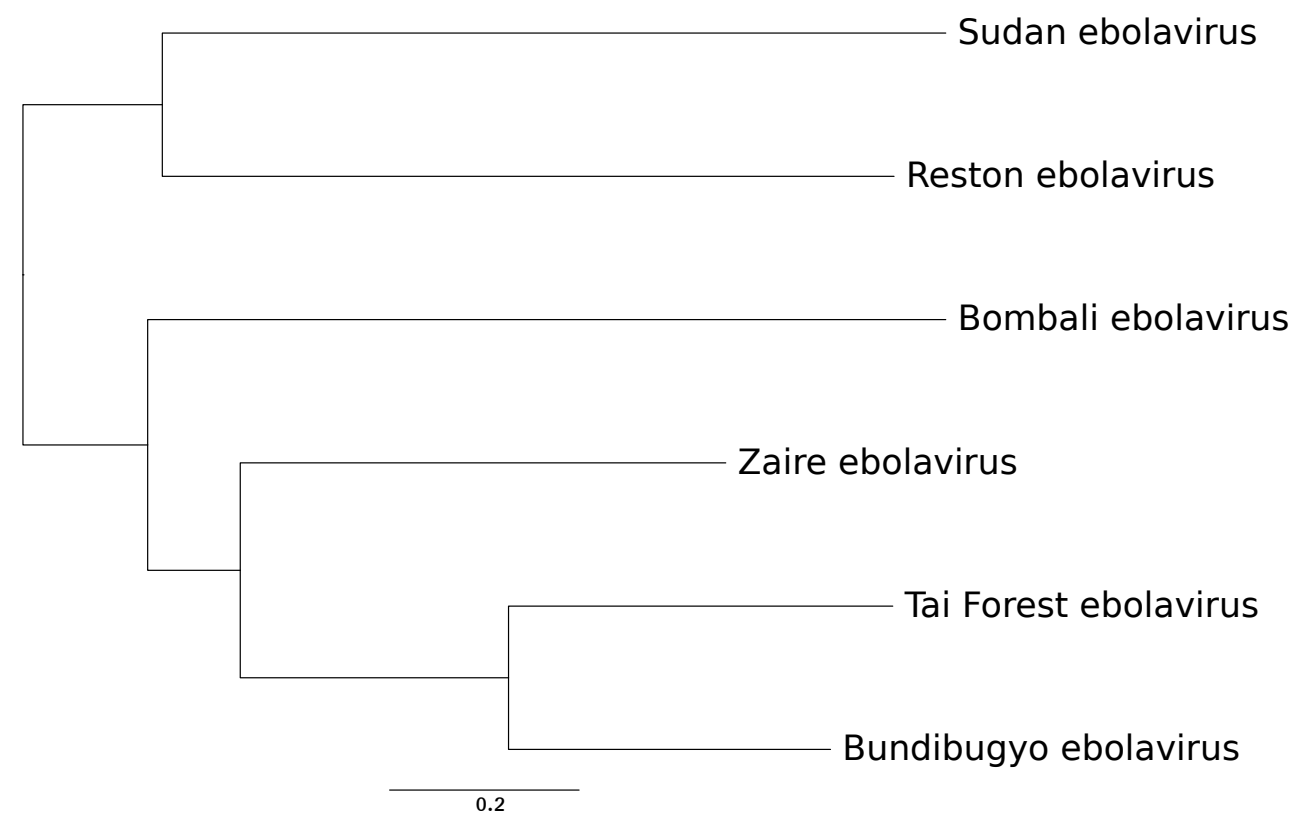 Sudan ebolavirus
Reston ebolavirus
Bombali ebolavirus
Zaire ebolavirus
Tai Forest ebolavirus
Bundibugyo ebolavirus
0.2